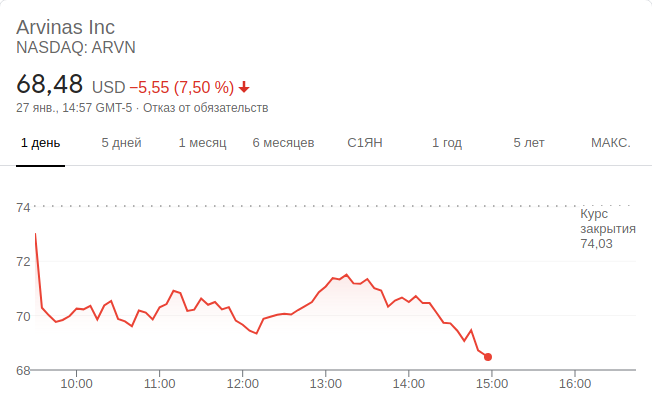 Arvinas Inc
NASDAQ: ARVN
68,48 USD −5,55 (7,50 %)
27 янв., 14:57 GMT-5 · Отказ от обязательств
1 день 5 дней 1 месяц 6 месяцев С1ЯН 1 год 5 лет МАКС.
74
Курс
закрытия
74,03
72
70
68
10:00 11:00 12:00 13:00 14:00 15:00 16:00